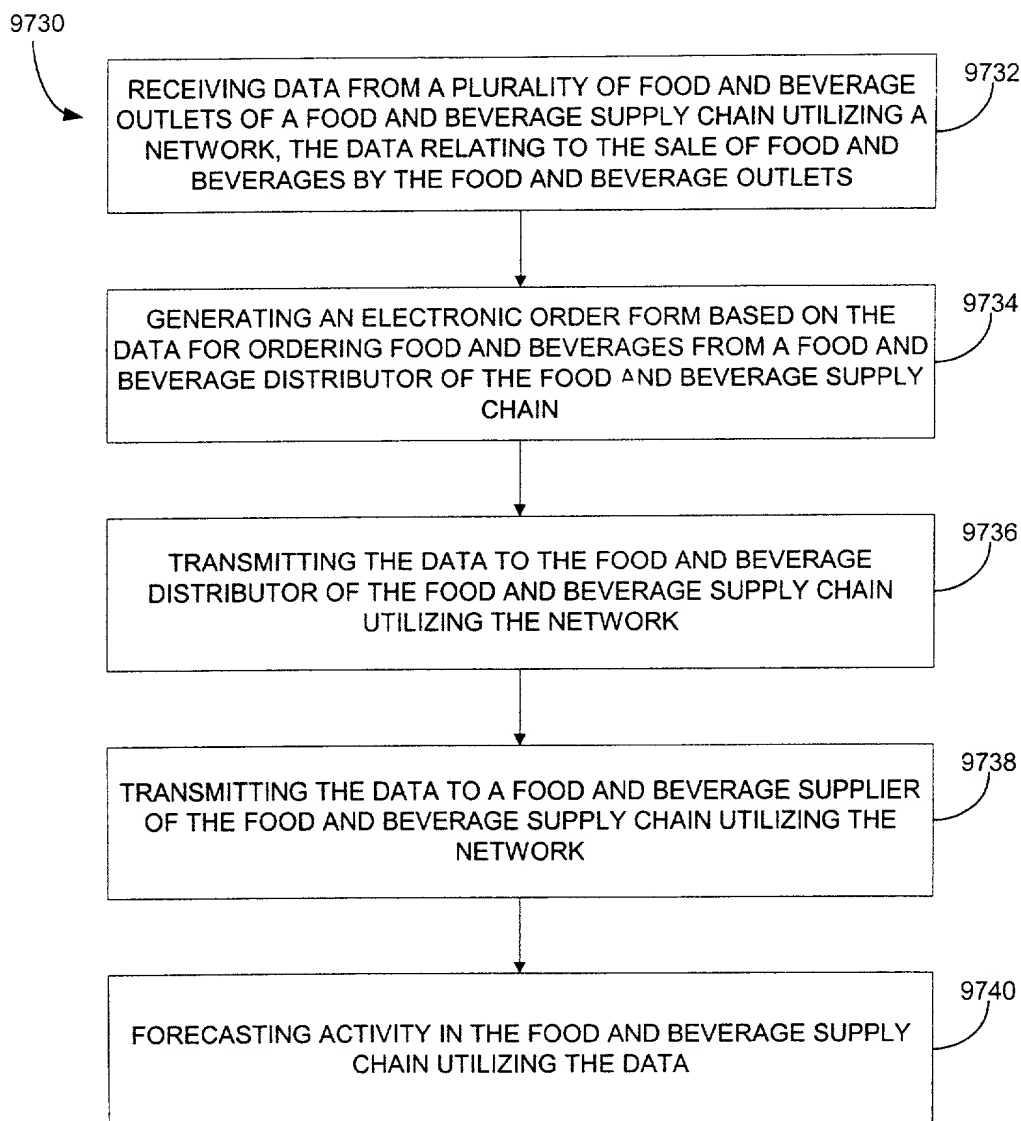 9730
9732
RECEIVING DATA FROM A PLURALITY OF FOOD AND BEVERAGE
OUTLETS OF A FOOD AND BEVERAGE SUPPLY CHAIN UTILIZING A
NETWORK, THE DATA RELATING TO THE SALE OF FOOD AND
BEVERAGES BY THE FOOD AND BEVERAGE OUTLETS
9734
GENERATING AN ELECTRONIC ORDER FORM BASED ON THE
DATA FOR ORDERING FOOD AND BEVERAGES FROM A FOOD AND
BEVERAGE DISTRIBUTOR OF THE FOOD AND BEVERAGE SUPPLY
CHAIN
9736
TRANSMITTING THE DATA TO THE FOOD AND BEVERAGE
DISTRIBUTOR OF THE FOOD AND BEVERAGE SUPPLY CHAIN
UTILIZING THE NETWORK
9738
TRANSMITTING THE DATA TO A FOOD AND BEVERAGE SUPPLIER
OF THE FOOD AND BEVERAGE SUPPLY CHAIN UTILIZING THE
NETWORK
9740
FORECASTING ACTIVITY IN THE FOOD AND BEVERAGE SUPPLY
CHAIN UTILIZING THE DATA